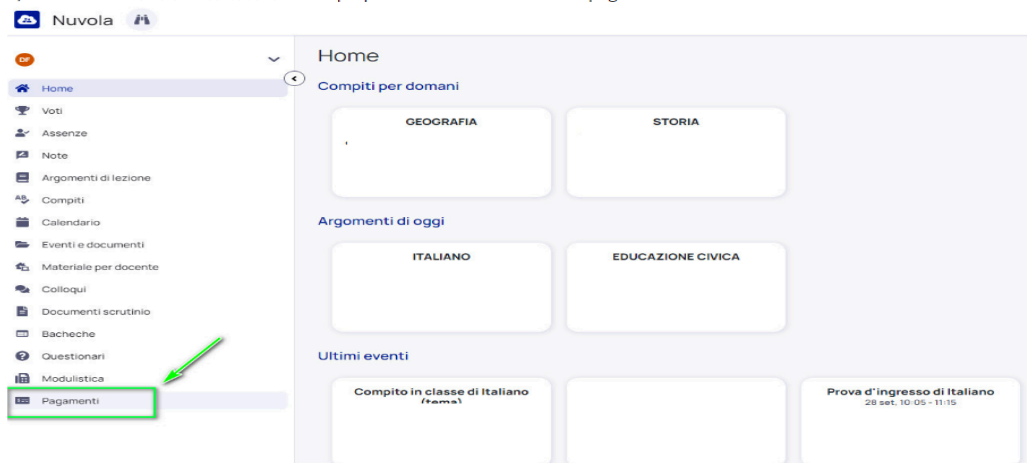 Nuvola
DF
Home
Voti
Assenze
Note
Argomenti di lezione
Compiti
Calendario
Eventi e documenti
Materiale per docente
Colloqui
Documenti scrutinio
Bacheche
Questionari
Modulistica
Pagamenti
Home
Compiti per domani
GEOGRAFIA
STORIA
Argomenti di oggi
ITALIANO
EDUCAZIONE CIVICA
Ultimi eventi
Compito in classe di Italiano
(tema)
Prova d'ingresso di Italiano
28 set, 10:05 - 11:15